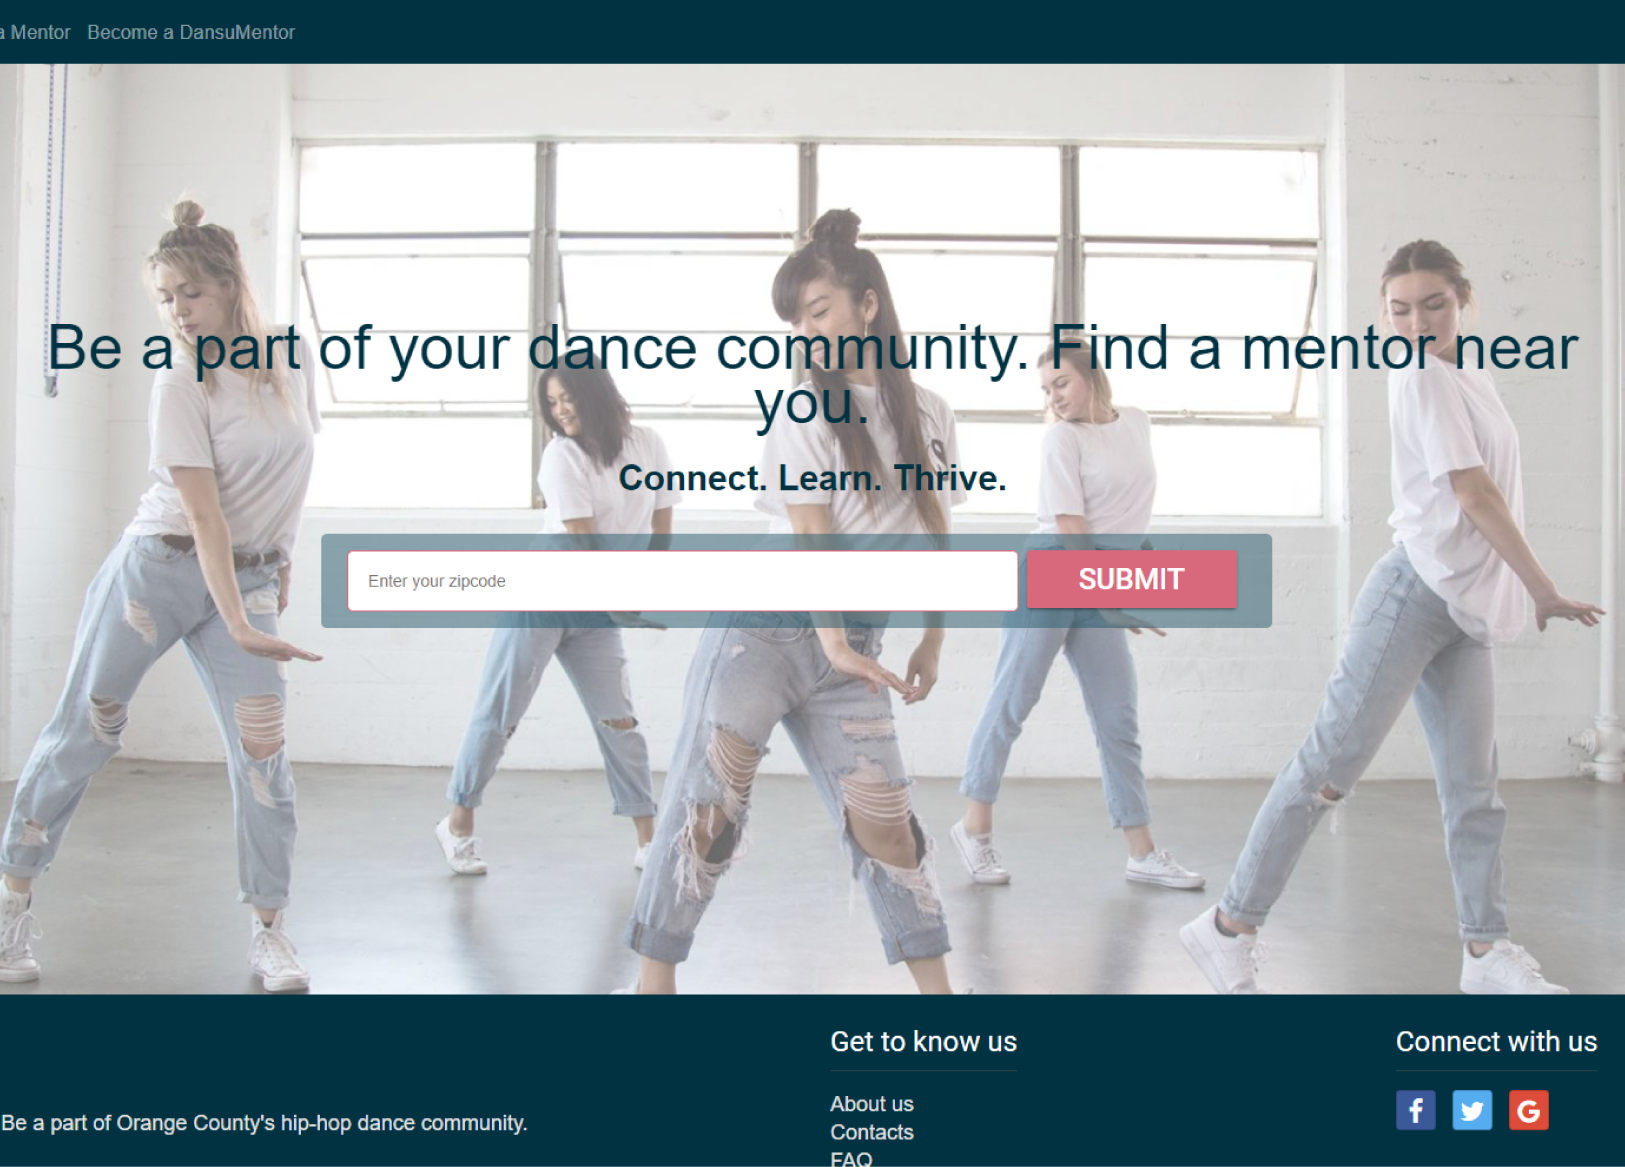 a Mentor Become a DansuMentor
Be a part of your dance community. Find a mentor near
you.
Connect. Learn. Thrive.
Enter your zipcode
SUBMIT
Get to know us
Connect with us
Be a part of Orange County's hip-hop dance community.
About us
Contacts
FAQ
f
G